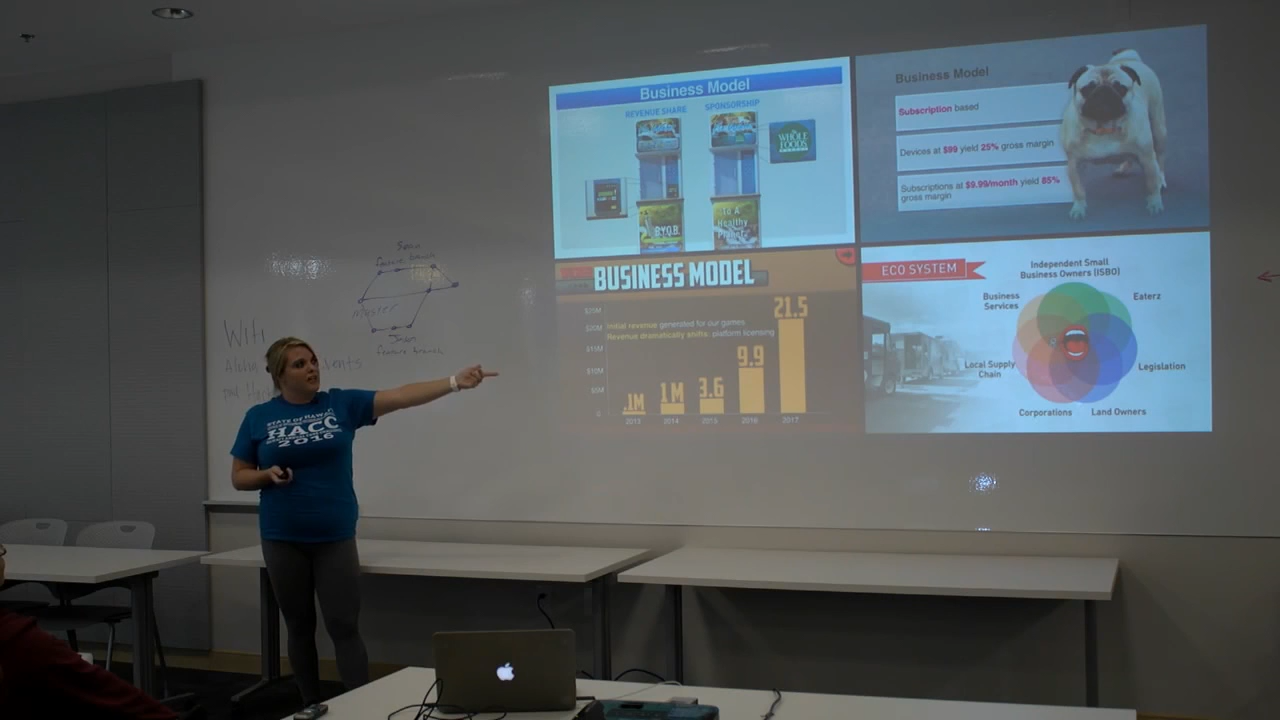 Business Model
REVENUE SHARE
SPONSORSHIP
WHOLE
FOODS
BYOB
To A
Healthy
Business Model
Subscription based
Devices at $99 yield 25% gross margin
Subscriptions at $9.99/month yield 85%
gross margin
BUSINESS MODEL
Initial revenue generated for our games
Revenue dramatically shifts: platform licensing
$25M
$20M
$15M
$10M
$5M
0
.1M
1M
3.6
9.9
21.5
2013
2014
2015
2016
2017
ECO SYSTEM
Independent Small
Business Owners (ISBO)
Business
Services
Eaterz
Local Supply
Chain
Legislation
Corporations
Land Owners
Master
feature branch
STATE OF HAWAII
HACC
2016